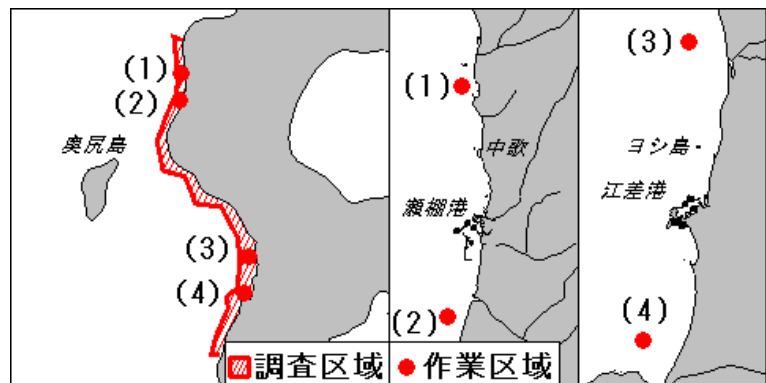 (1)
(2)
奥尻島
(3)
(4)
(1)
中歌
瀬棚港
(2)
(3)
ヨシ島
江差港
(4)
調査区域
作業区域